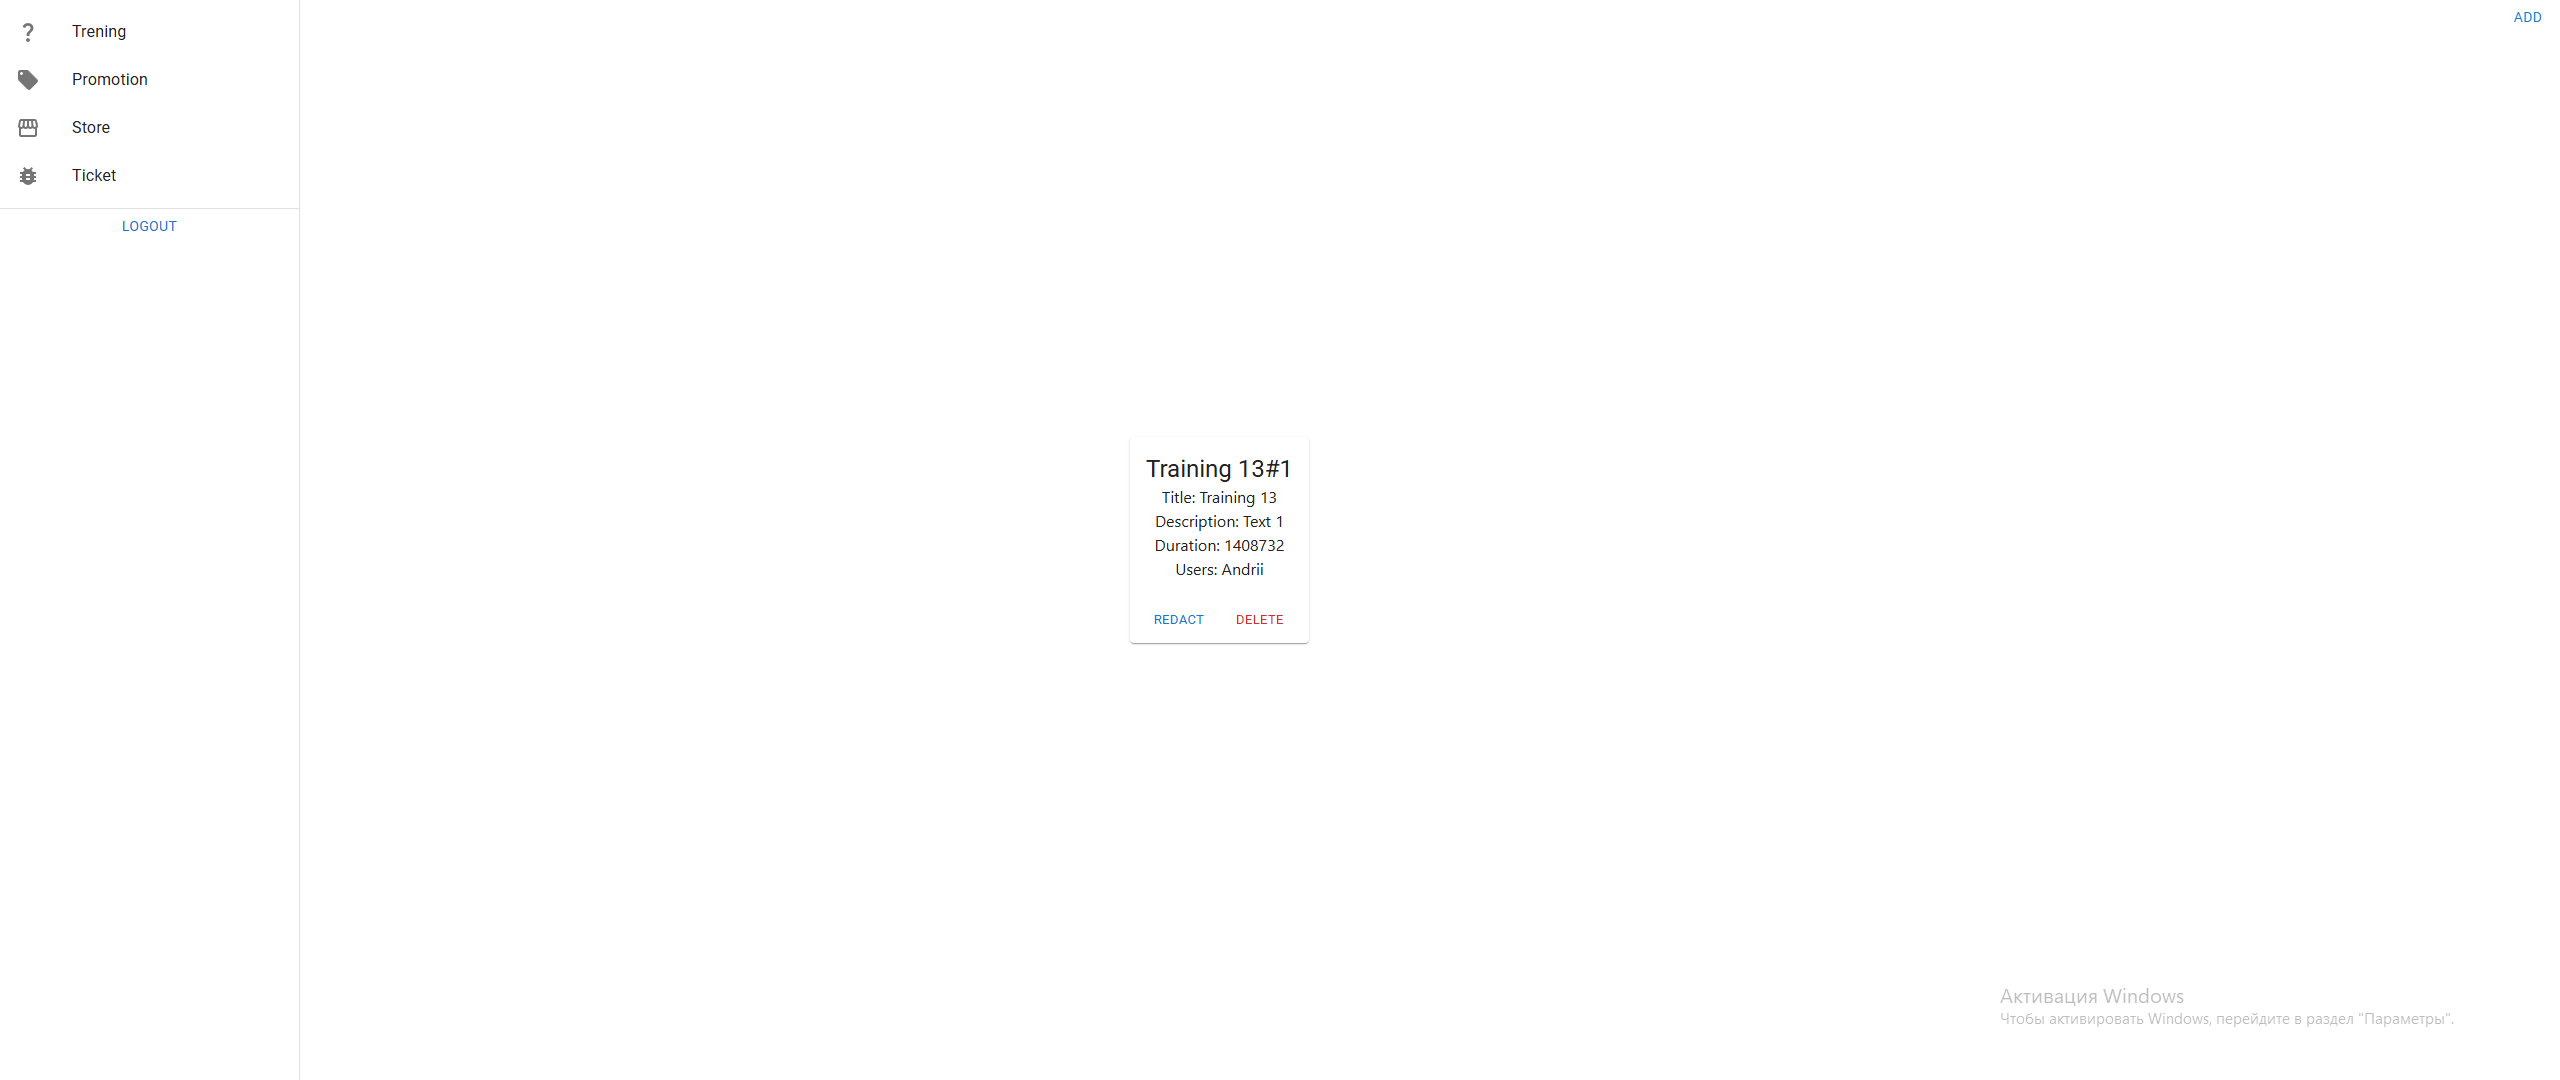 Trening
Promotion
Store
Ticket
LOGOUT
ADD
Training 13#1
Title: Training 13
Description: Text 1
Duration: 1408732
Users: Andrii
REDACT DELETE
Активация Windows
Чтобы активировать Windows, перейдите в раздел "Параметры".